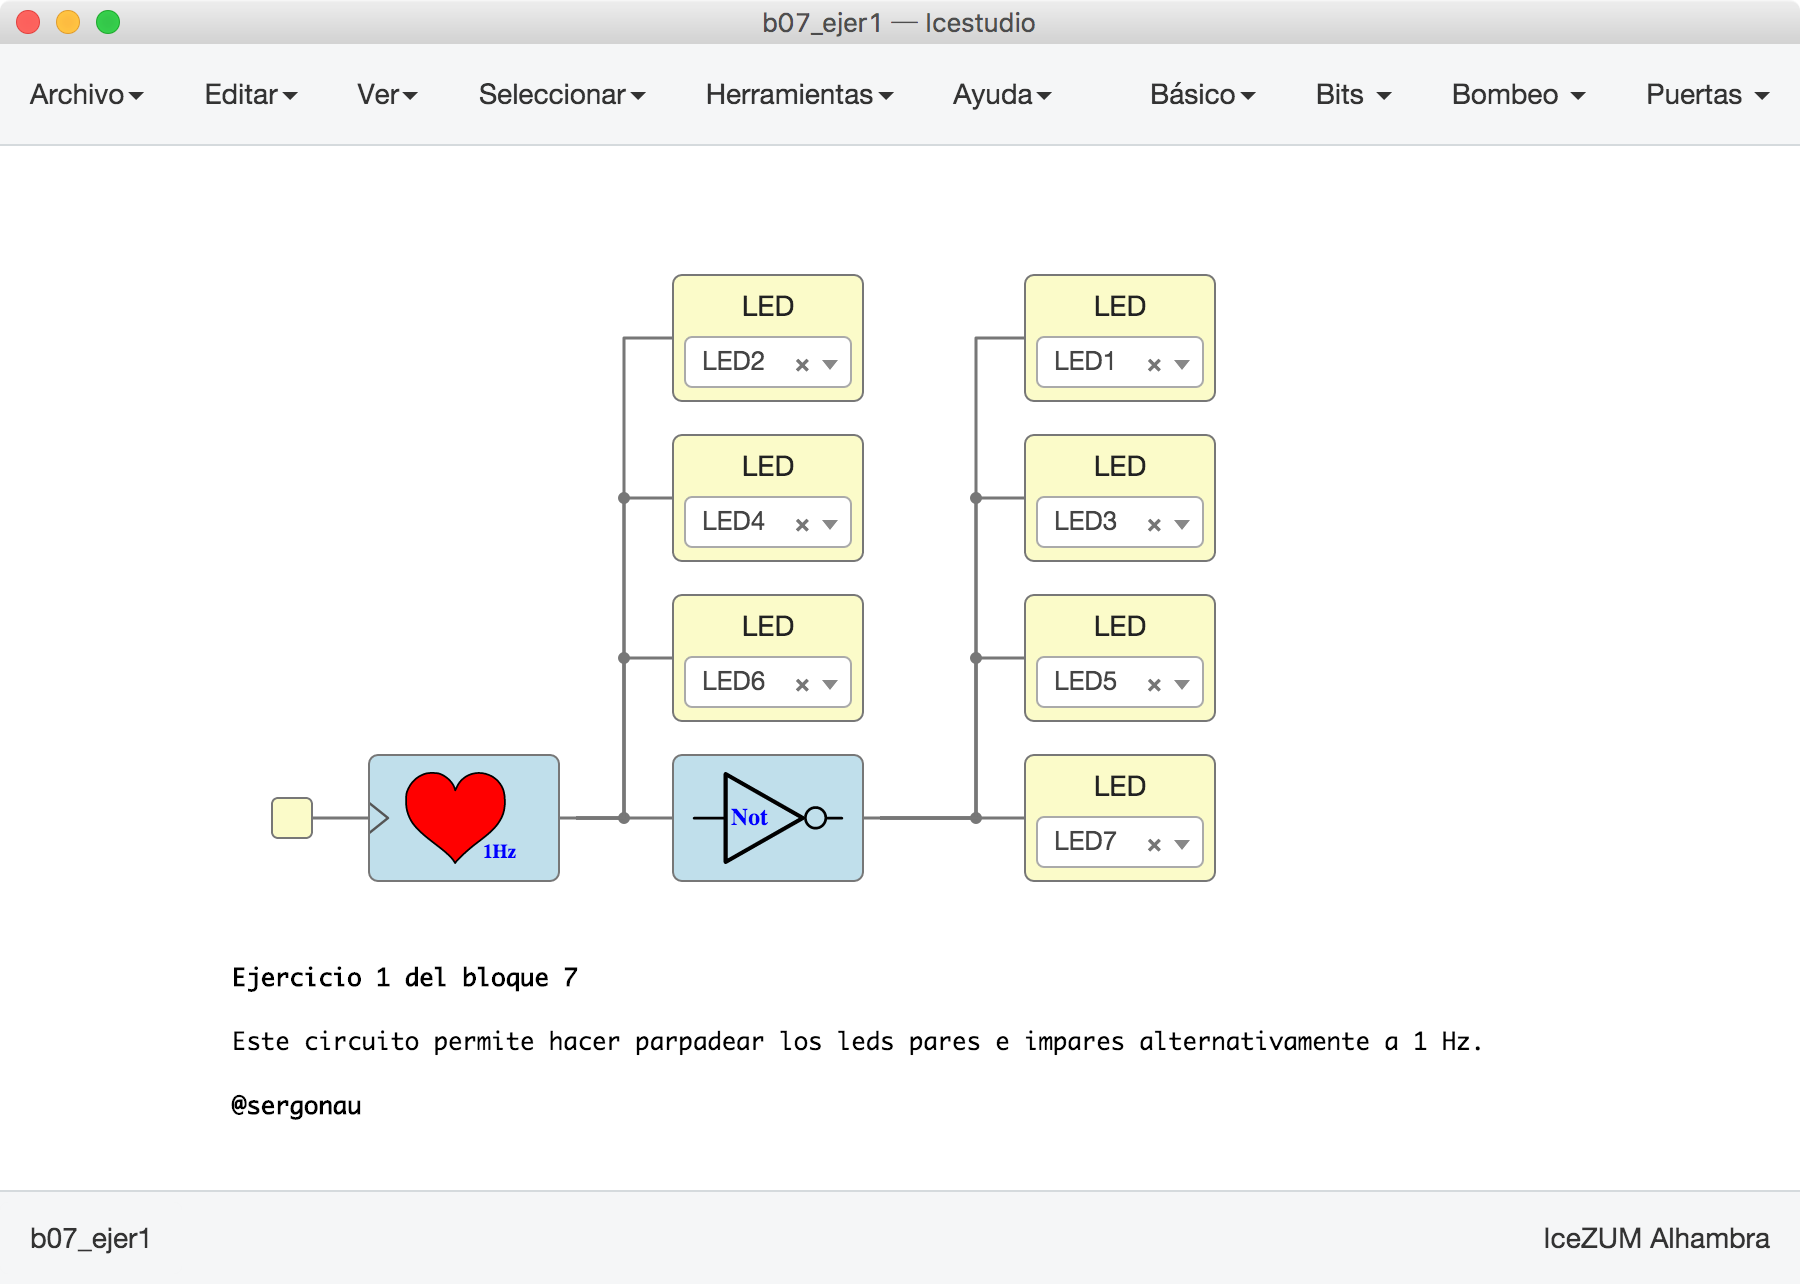 b07_ejer1 — Icestudio
Archivo Editar Ver Seleccionar Herramientas Ayuda Básico Bits Bombeo Puertas
LED LED
LED2 LED1
LED LED
LED4 LED3
LED LED
LED6 LED5
LED
Not
LED7
1Hz
Ejercicio 1 del bloque 7
Este circuito permite hacer parpadear los leds pares e impares alternativamente a 1 Hz.
@sergonau
b07_ejer1 IceZUM Alhambra